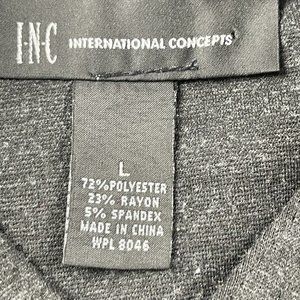 I·N·C INTERNATIONAL CONCEPTS
L
72%POLYESTER
23% RAYON
5% SPANDEX
MADE IN CHINA
WPL 8046